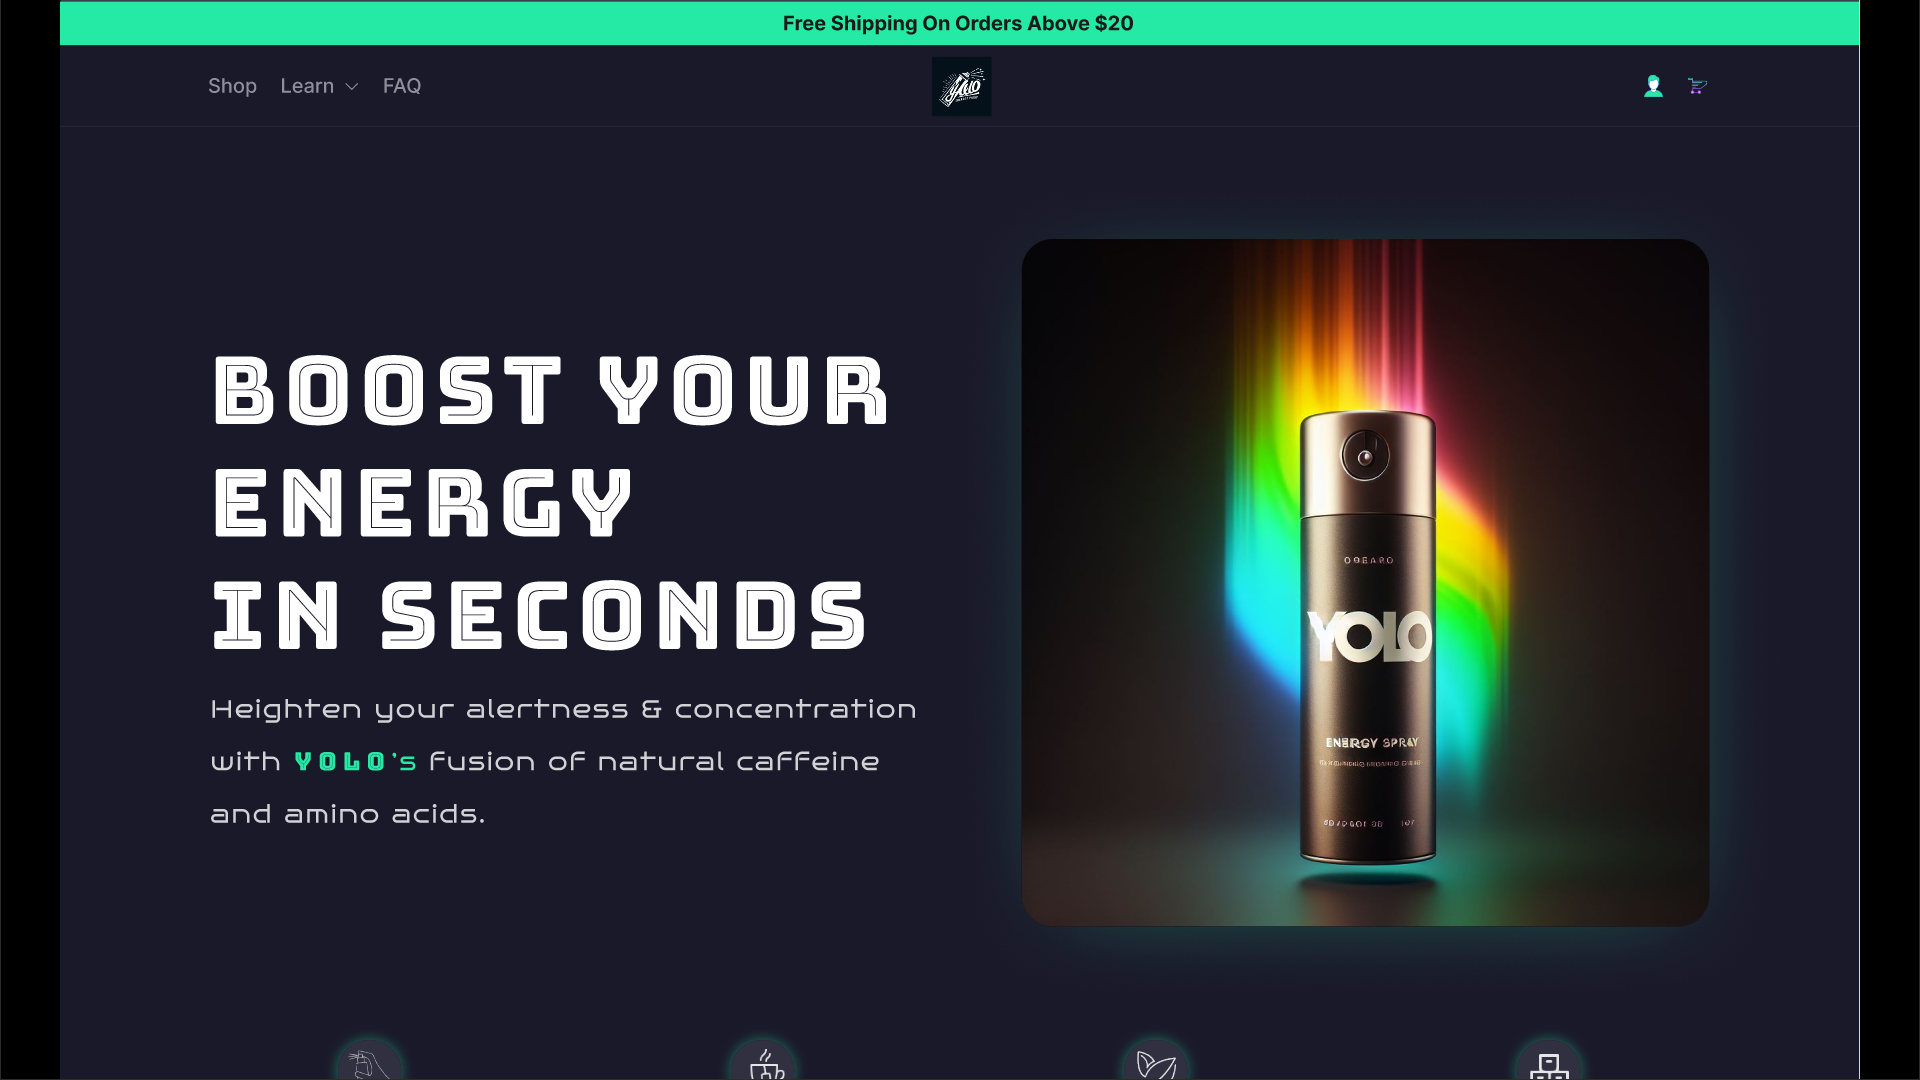 Free Shipping On Orders Above $20
Shop Learn FAQ
BOOST YOUR
ENERGY
IN SECONDS
Heighten your alertness & concentration
with YOLO's fusion of natural caffeine
and amino acids.
YOLO
ENERGY SPRAY